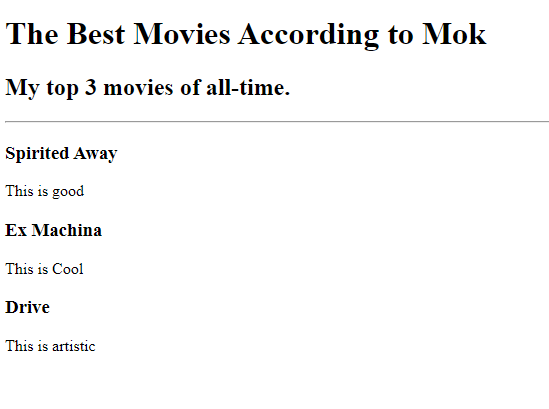 The Best Movies According to Mok
My top 3 movies of all-time.
Spirited Away
This is good
Ex Machina
This is Cool
Drive
This is artistic